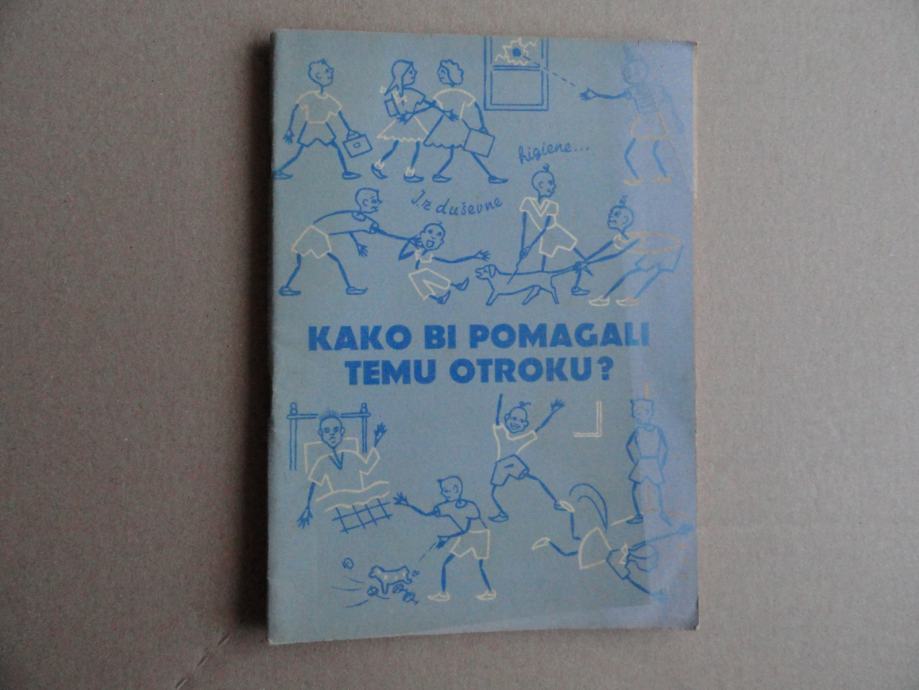 higiene...
Iz duševne
KAKO BI POMAGALI
TEMU OTROKU?